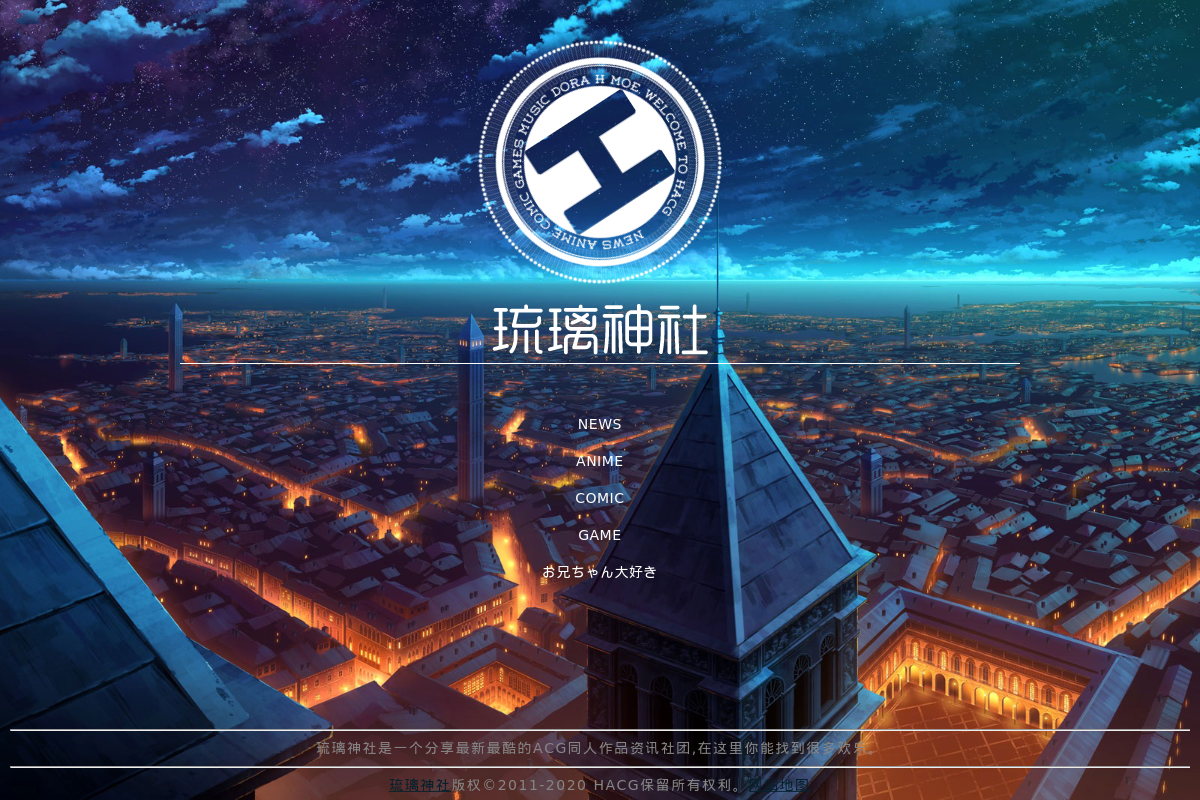 NEWS ANIME COMIC GAMES MUSIC DORA H MOE. WELCOME TO HACG
琉璃神社
NEWS
ANIME
COMIC
GAME
お兄ちゃん大好き
琉璃神社是一个分享最新最酷的ACG同人作品资讯社团,在这里你能找到很多欢乐。
琉璃神社版权©2011-2020 HACG保留所有权利。 地图